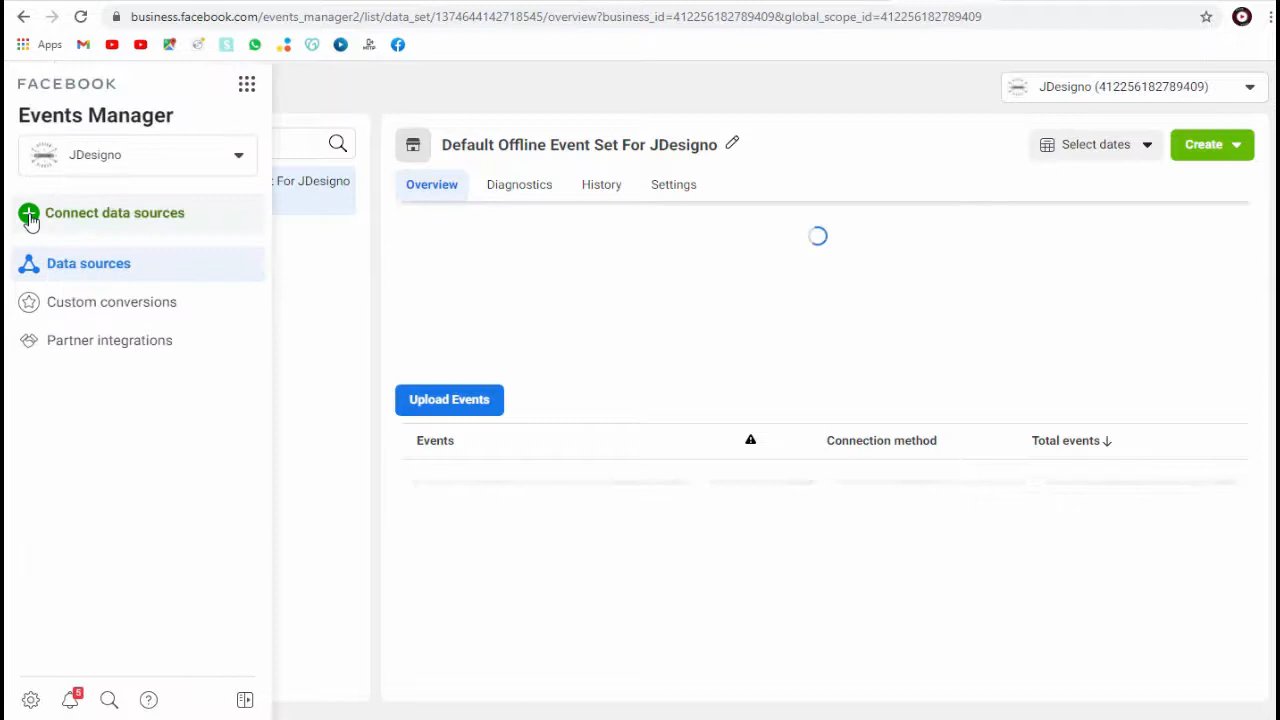 business.facebook.com/events_manager2/list/data_set/1374644142718545/overview?business_id=412256182789409&global_scope_id=412256182789409
Apps
FACEBOOK
Events Manager
JDesigno
Connect data sources
Data sources
Custom conversions
Partner integrations
5
JDesigno (412256182789409)
t For JDesigno
Default Offline Event Set For JDesigno
Select dates
Create
Overview
Diagnostics
History
Settings
Upload Events
Events
Connection method
Total events